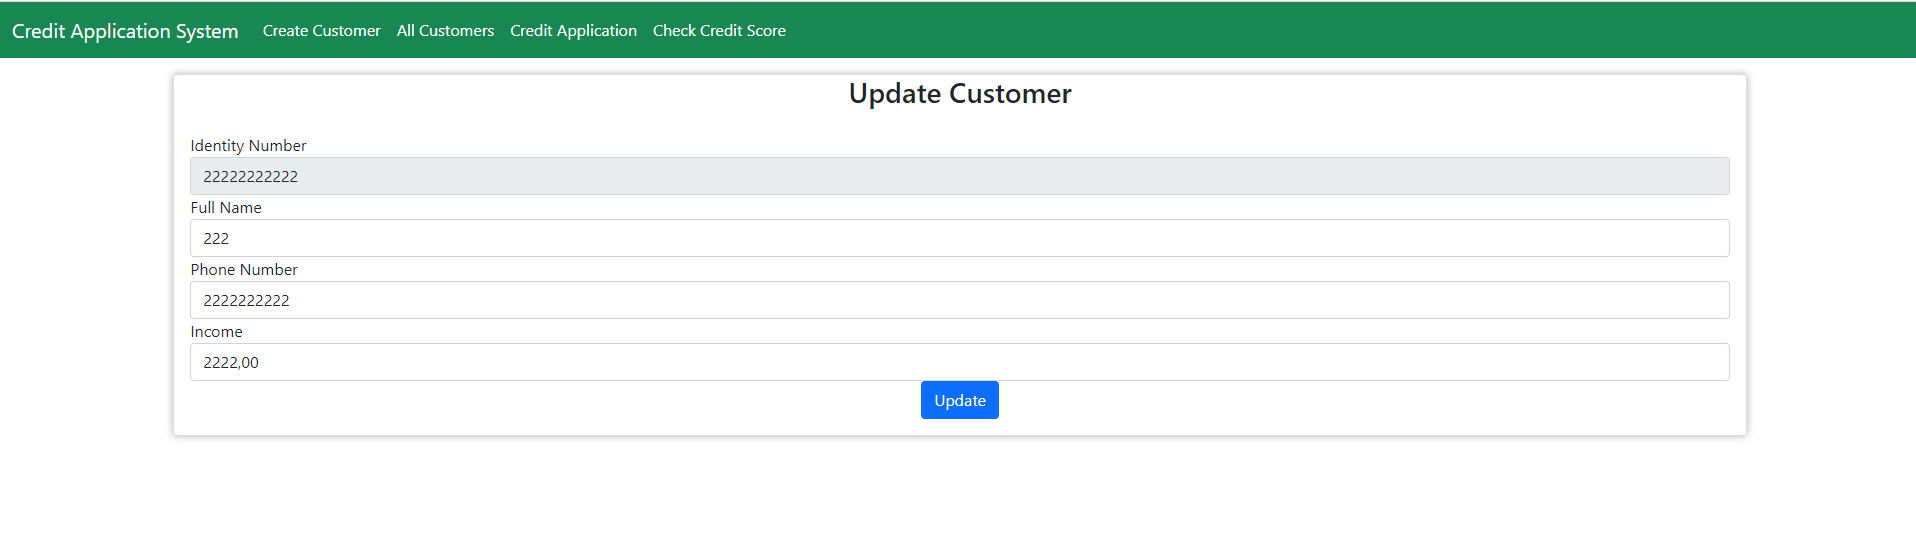 Credit Application System Create Customer All Customers Credit Application Check Credit Score
Update Customer
Identity Number
22222222222
Full Name
222
Phone Number
2222222222
Income
2222,00
Update